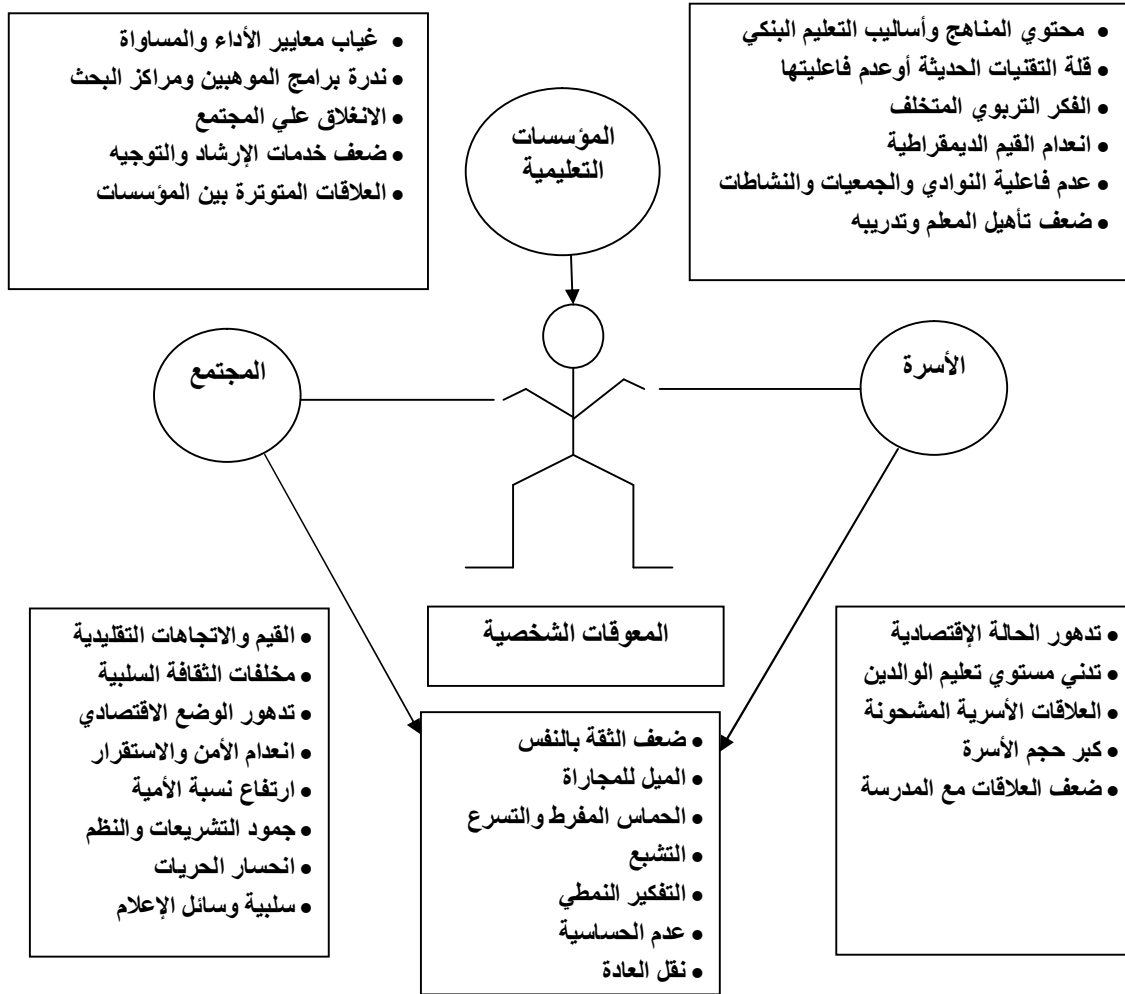 • محتوي المناهج وأساليب التعليم البنكي
• قلة التقنيات الحديثة أوعدم فاعليتها
• الفكر التربوي المتخلف
• انعدام القيم الديمقراطية
• عدم فاعلية النوادي والجمعيات والنشاطات
• ضعف تأهيل المعلم وتدريبه
المؤسسات
التعليمية
• غياب معايير الأداء والمساواة
• ندرة برامج الموهبين ومراكز البحث
• الانغلاق علي المجتمع
• ضعف خدمات الإرشاد والتوجيه
• العلاقات المتوترة بين المؤسسات
الأسرة
المجتمع
• تدهور الحالة الإقتصادية
• تدني مستوي تعليم الوالدين
• العلاقات الأسرية المشحونة
• كبر حجم الأسرة
• ضعف العلاقات مع المدرسة
المعوقات الشخصية
• ضعف الثقة بالنفس
• الميل للمجاراة
• الحماس المفرط والتسرع
• التشبع
• التفكير النمطي
• عدم الحساسية
• نقل العادة
• القيم والاتجاهات التقليدية
• مخلفات الثقافة السلبية
• تدهور الوضع الاقتصادي
• انعدام الأمن والاستقرار
• ارتفاع نسبة الأمية
• جمود التشريعات والنظم
• انحسار الحريات
• سلبية وسائل الإعلام